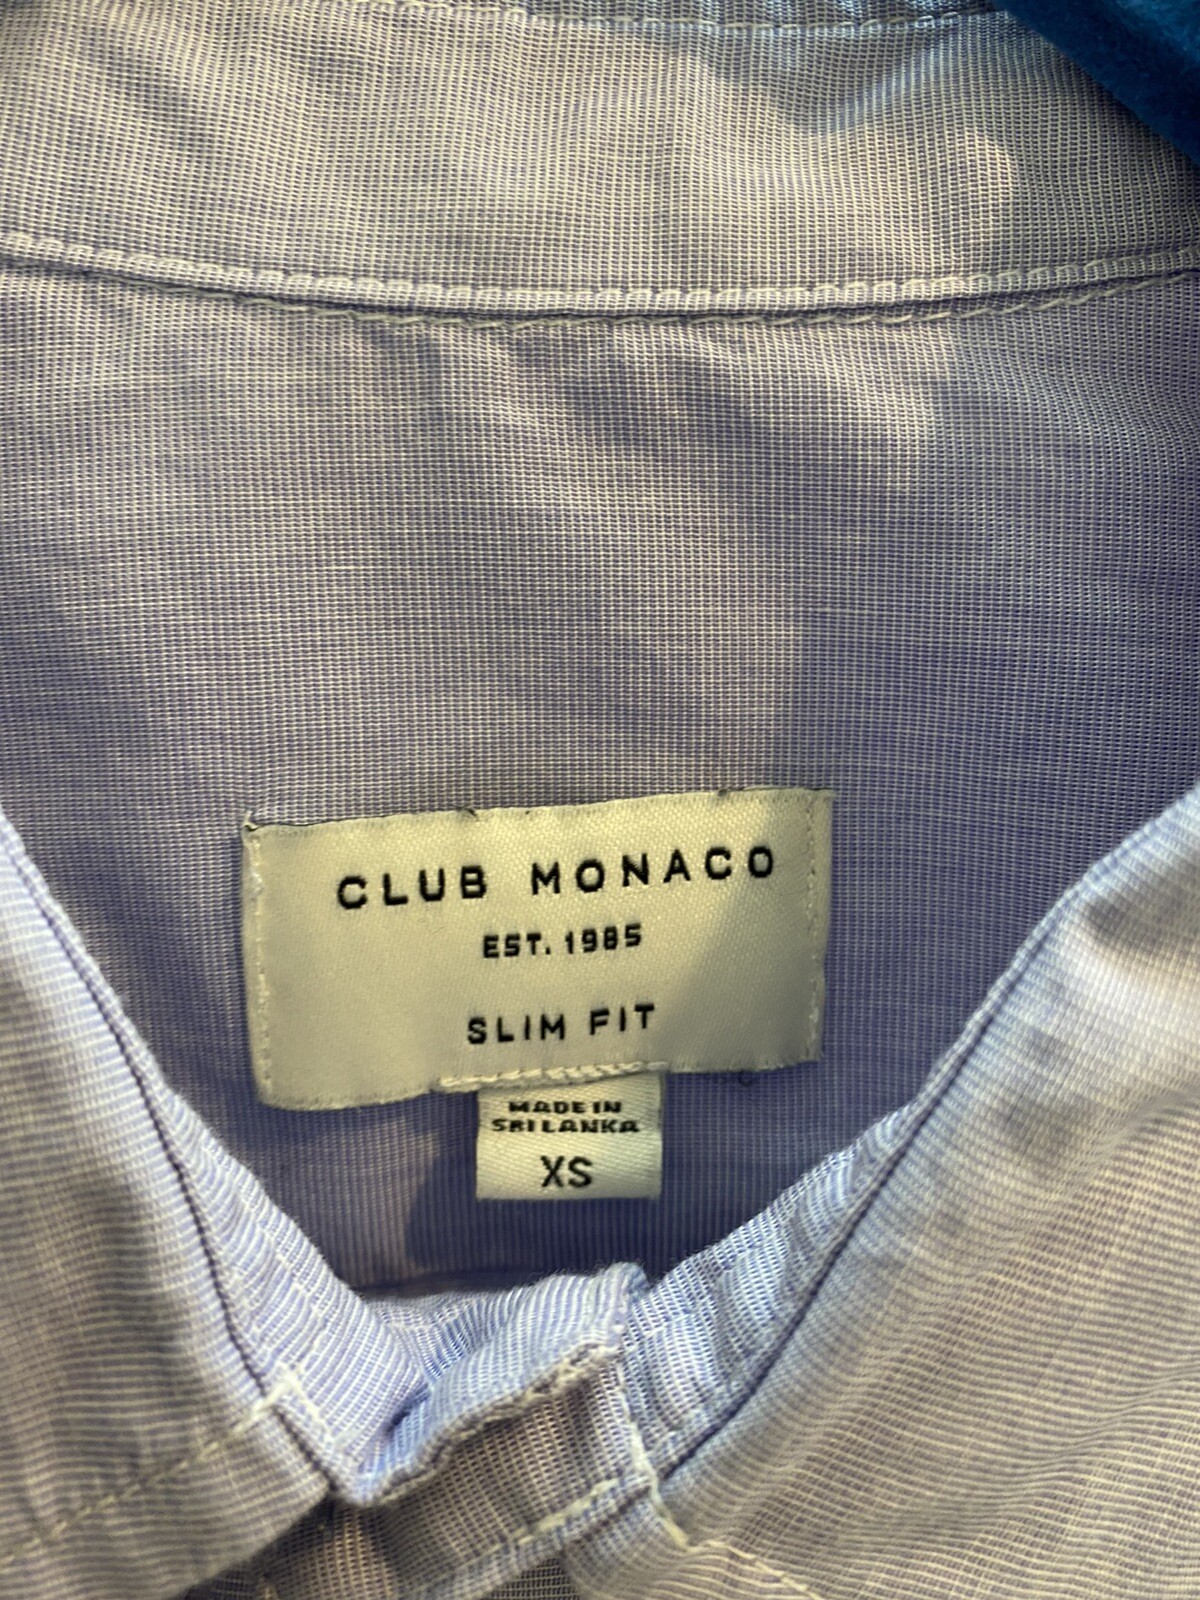 CLUB MONACO
EST. 1985
SLIM FIT
MADE IN
SRI LANKA
XS